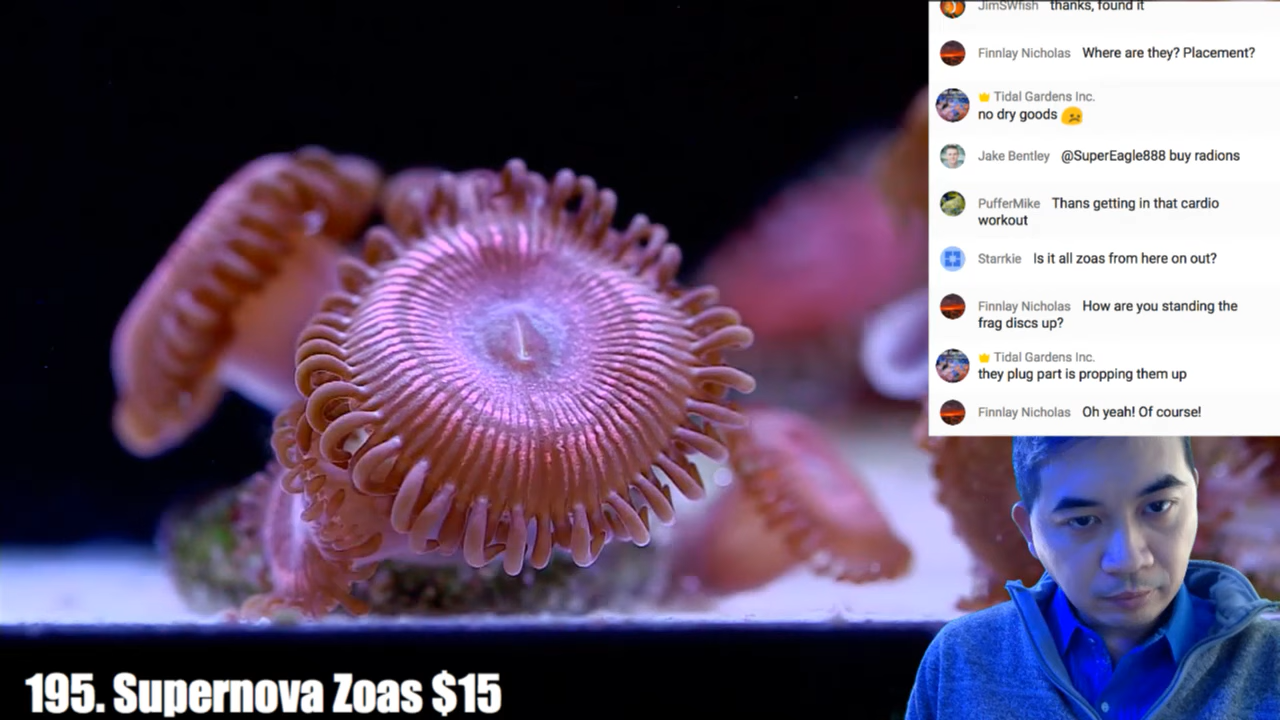 JimSWfish thanks, found it
Finnlay Nicholas Where are they? Placement?
Tidal Gardens Inc.
no dry goods
Jake Bentley @SuperEagle888 buy radions
PufferMike Thans getting in that cardio
workout
Starrkie Is it all zoas from here on out?
Finnlay Nicholas How are you standing the
frag discs up?
Tidal Gardens Inc.
they plug part is propping them up
Finnlay Nicholas Oh yeah! Of course!
195. Supernova Zoas $15